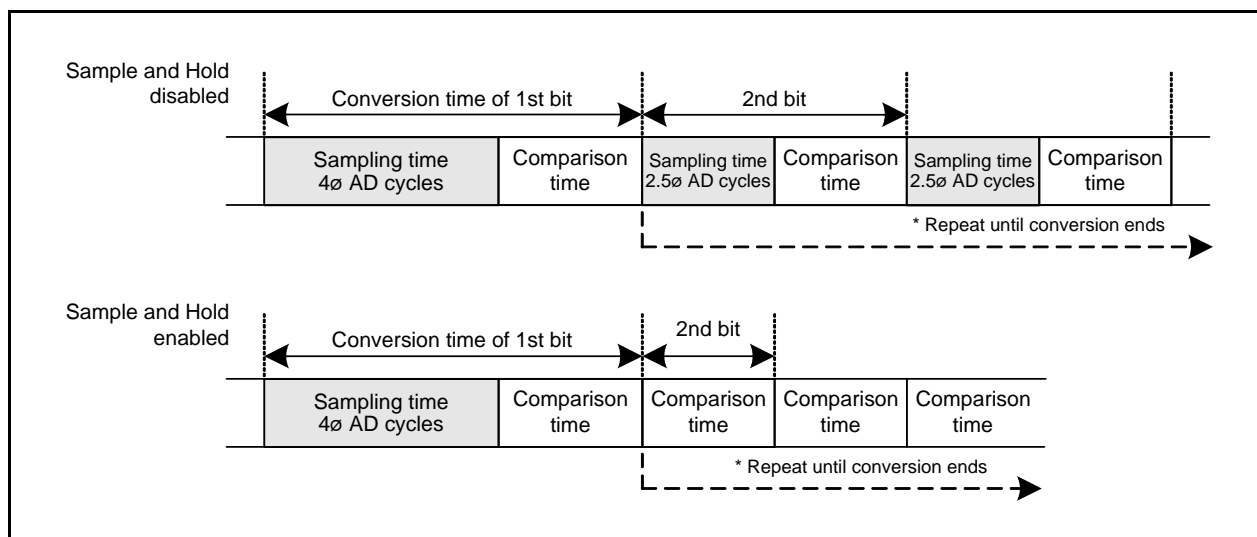 Sample and Hold
disabled
Conversion time of 1st bit
2nd bit
Sampling time
4ø AD cycles
Comparison
time
Sampling time
2.5ø AD cycles
Comparison
time
Sampling time
2.5ø AD cycles
Comparison
time
* Repeat until conversion ends
Sample and Hold
enabled
Conversion time of 1st bit
2nd bit
Sampling time
4ø AD cycles
Comparison
time
Comparison
time
Comparison
time
Comparison
time
* Repeat until conversion ends